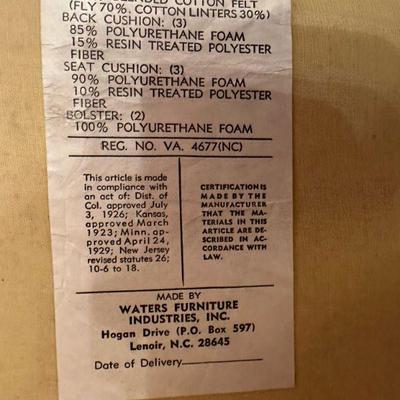 COTTON FELT
(FLY 70%, COTTON LINTERS 30%)
BACK CUSHION: (3)
85% POLYURETHANE FOAM
15% RESIN TREATED POLYESTER
FIBER
SEAT CUSHION: (3)
90% POLYURETHANE FOAM
10% RESIN TREATED POLYESTER
FIBER
BOLSTER: (2)
100% POLYURETHANE FOAM
REG. NO. VA. 4677(NC)
This article is made
in compliance with
an act of: Dist. of
Col. approved July
3, 1926; Kansas,
approved March
1923; Minn. ap-
proved April 24,
1929; New Jersey
revised statutes 26;
10-6 to 18.
CERTIFICATION IS
MADE BY THE
MANUFACTURER
THAT THE MA-
TERIALS IN THIS
ARTICLE ARE DE-
SCRIBED IN AC-
CORDANCE WITH
LAW.
MADE BY
WATERS FURNITURE
INDUSTRIES, INC.
Hogan Drive (P.O. Box 597)
Lenoir, N.C. 28645
Date of Delivery